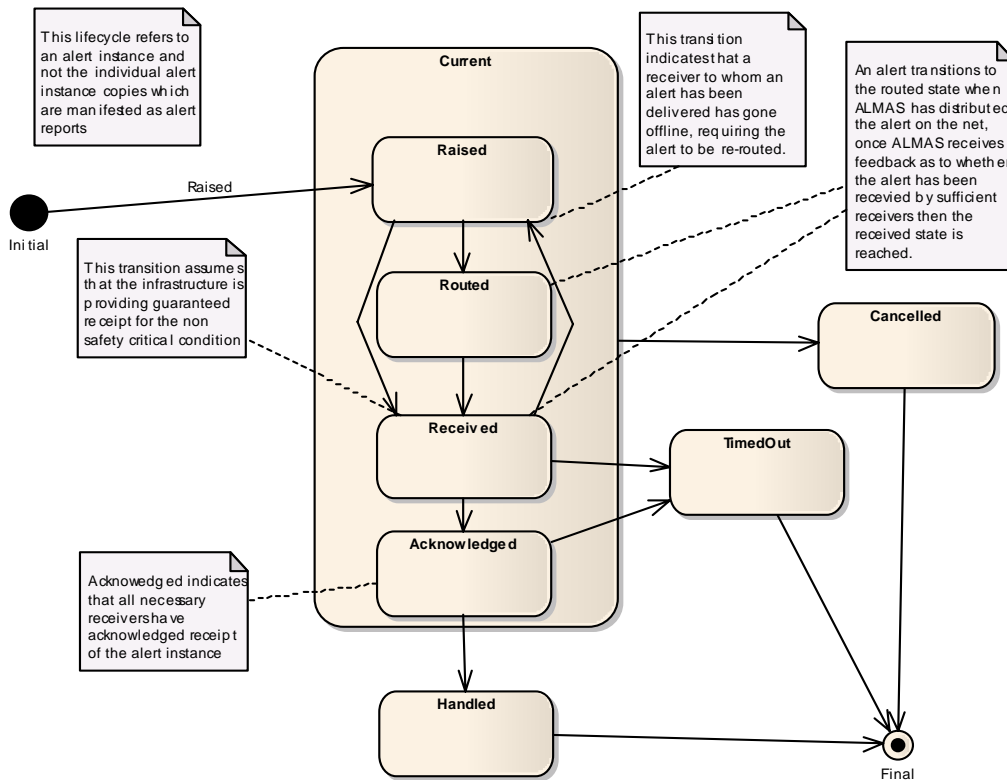 This lifecycle refers to
an alert instance and
not the individual alert
instance copies which
are manifested as alert
reports
Current
This transition
indicatest hat a
receiver to whom an
alert has been
delivered has gone
offline, requiring the
alert to be re-routed.
An alert transitions to
the routed state when
ALMAS has distributed
the alert on the net,
once ALMAS receives
feedback as to whether
the alert has been
recevied by sufficient
receivers then the
received state is
reached.
Raised
Raised
Initial
This transition assumes
that the infrastructure is
providing guaranteed
receipt for the non
safety critical condition
Routed
Cancelled
Received
TimedOut
Acknowledged
Acknowedged indicates
that all necessary
receivers have
acknowledged receipt
of the alert instance
Handled
Final